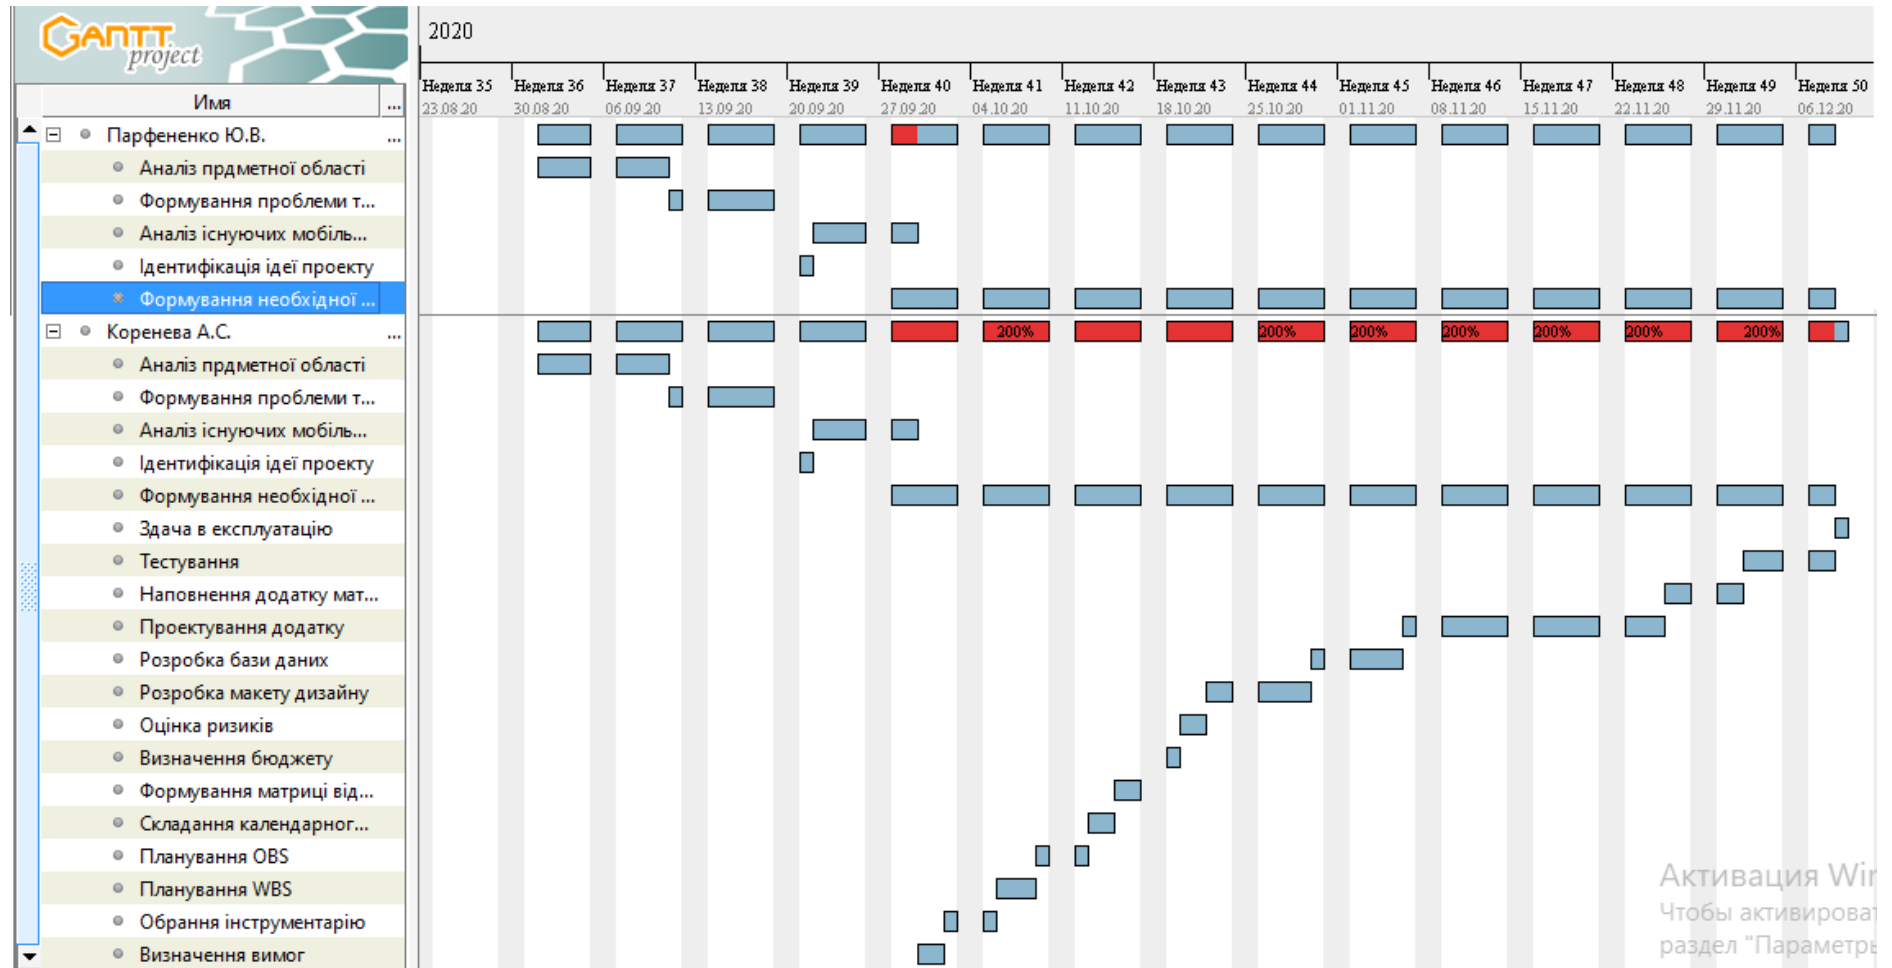 GANTT
project
2020
Неделя 35 Неделя 36 Неделя 37 Неделя 38 Неделя 39 Неделя 40 Неделя 41 Неделя 42 Неделя 43 Неделя 44 Неделя 45 Неделя 46 Неделя 47 Неделя 48 Неделя 49 Неделя 50
Имя ...
23.08.20 30.08.20 06.09.20 13.09.20 20.09.20 27.09.20 04.10.20 11.10.20 18.10.20 25.10.20 01.11.20 08.11.20 15.11.20 22.11.20 29.11.20 06.12.20
Парфененко Ю.В. ...
Аналіз прдметної області
Формування проблеми т...
Аналіз існуючих мобіль...
Ідентифікація ідеї проекту
Формування необхідної ...
Коренева А.С. ... 200% 200% 200% 200% 200% 200% 200%
Аналіз прдметної області
Формування проблеми т...
Аналіз існуючих мобіль...
Ідентифікація ідеї проекту
Формування необхідної ...
Здача в експлуатацію
Тестування
Наповнення додатку мат...
Проектування додатку
Розробка бази даних
Розробка макету дизайну
Оцінка ризиків
Визначення бюджету
Формування матриці від...
Складання календарног...
Планування OBS
Планування WBS
Обрання інструментарію
Визначення вимог
Активация Win
Чтобы активироват
раздел "Параметры